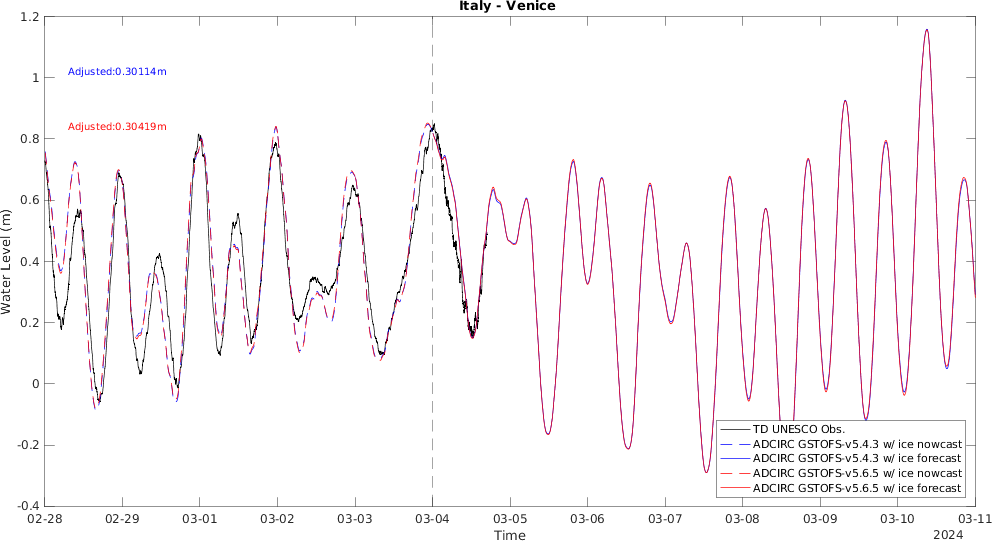 Italy - Venice
1.2
1
0.8
0.6
0.4
0.2
0
-0.2
-0.4
Water Level (m)
Adjusted:0.30114m
Adjusted:0.30419m
TD UNESCO Obs.
ADCIRC GSTOFS-v5.4.3 w/ ice nowcast
ADCIRC GSTOFS-v5.4.3 w/ ice forecast
ADCIRC GSTOFS-v5.6.5 w/ ice nowcast
ADCIRC GSTOFS-v5.6.5 w/ ice forecast
02-28 02-29 03-01 03-02 03-03 03-04 03-05 03-06 03-07 03-08 03-09 03-10 03-11
Time
2024